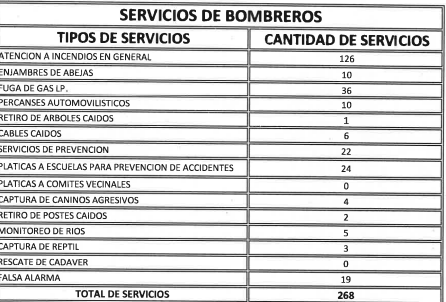 SERVICIOS DE BOMBREROS
TIPOS DE SERVICIOS CANTIDAD DE SERVICIOS
ATENCION A INCENDIOS EN GENERAL 126
ENJAMBRES DE ABEJAS 10
FUGA DE GAS LP. 36
PERCANSES AUTOMOVILISTICOS 10
RETIRO DE ARBOLES CAIDOS 1
CABLES CAIDOS 6
SERVICIOS DE PREVENCION 22
PLATICAS A ESCUELAS PARA PREVENCION DE ACCIDENTES 24
PLATICAS A COMITES VECINALES 0
CAPTURA DE CANINOS AGRESIVOS 4
RETIRO DE POSTES CAIDOS 2
MONITOREO DE RIOS 5
CAPTURA DE REPTIL 3
RESCATE DE CADAVER 0
FALSA ALARMA 19
TOTAL DE SERVICIOS 268